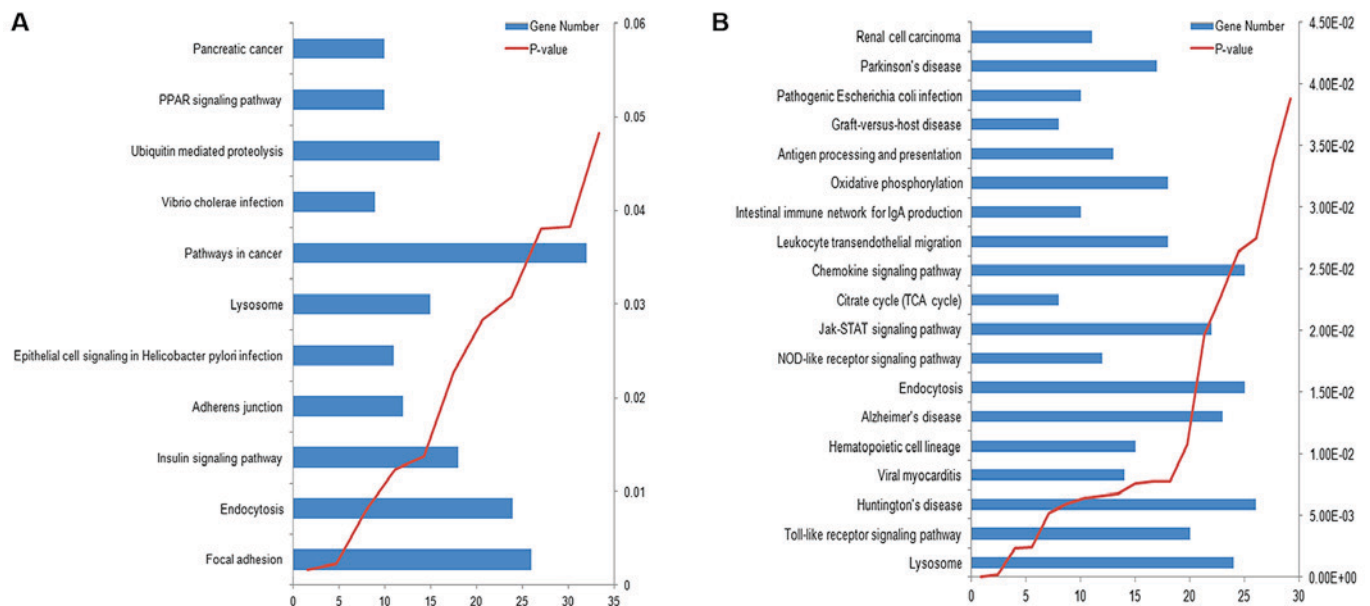 A
Gene Number
P-value
0.06
0.05
0.04
0.03
0.02
0.01
0
Pancreatic cancer
PPAR signaling pathway
Ubiquitin mediated proteolysis
Vibrio cholerae infection
Pathways in cancer
Lysosome
Epithelial cell signaling in Helicobacter pylori infection
Adherens junction
Insulin signaling pathway
Endocytosis
Focal adhesion
0 5 10 15 20 25 30 35
B
Gene Number
P-value
4.50E-02
4.00E-02
3.50E-02
3.00E-02
2.50E-02
2.00E-02
1.50E-02
1.00E-02
5.00E-03
0.00E+00
Renal cell carcinoma
Parkinson's disease
Pathogenic Escherichia coli infection
Graft-versus-host disease
Antigen processing and presentation
Oxidative phosphorylation
Intestinal immune network for IgA production
Leukocyte transendothelial migration
Chemokine signaling pathway
Citrate cycle (TCA cycle)
Jak-STAT signaling pathway
NOD-like receptor signaling pathway
Endocytosis
Alzheimer's disease
Hematopoietic cell lineage
Viral myocarditis
Huntington's disease
Toll-like receptor signaling pathway
Lysosome
0 5 10 15 20 25 30